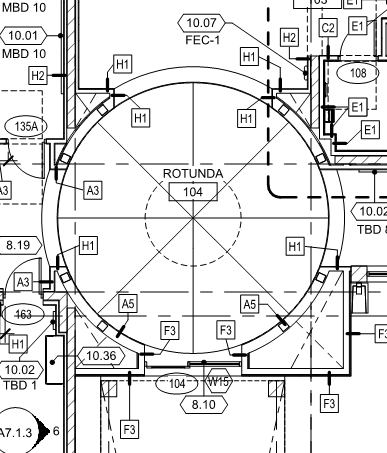 MBD 10
10.01
MBD 10
H2
10.07
FEC-1
H1
H2
C2
E1
E1
108
H1
H1
H1
E1
E1
135A
A3
A3
ROTUNDA
104
10.02
TBD
8.19
H1
H1
A3
163
A5
A5
F3
F3
F3
H1
10.02
TBD 1
10.36
104
W15
8.10
F3
F3
A7.1.3
6